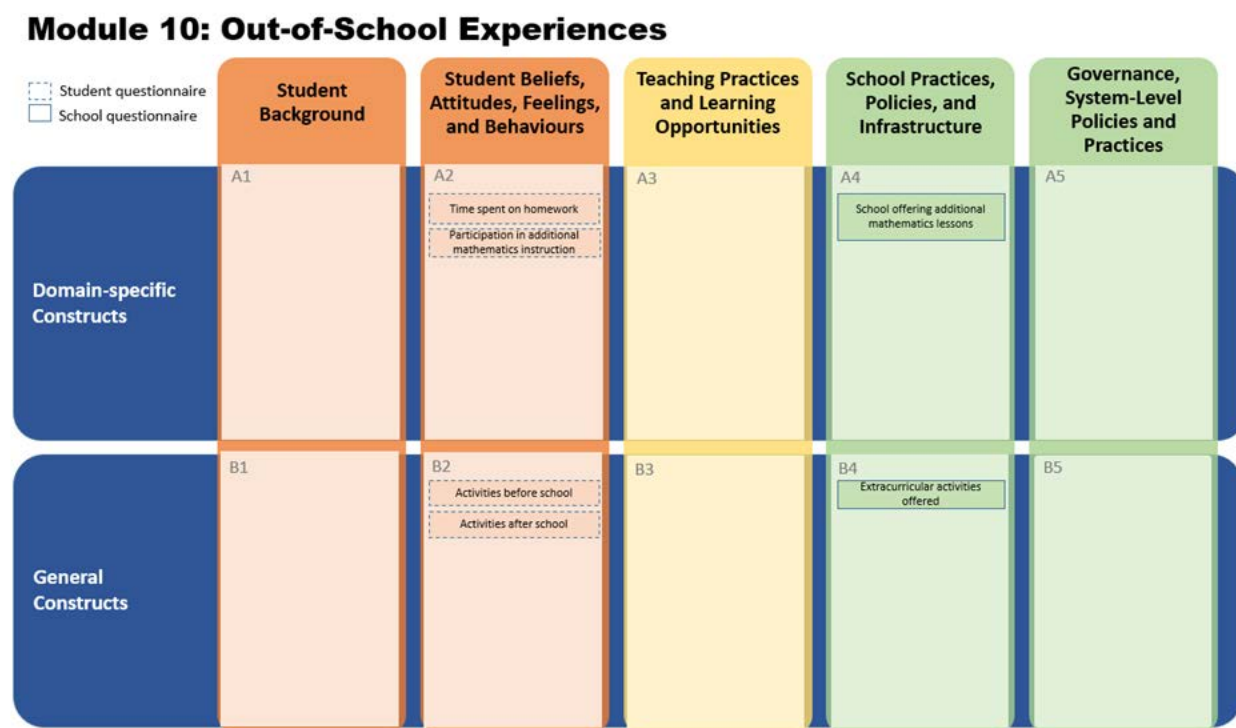 Module 10: Out-of-School Experiences
Student questionnaire
School questionnaire
Student
Background
Student Beliefs,
Attitudes, Feelings,
and Behaviours
Teaching Practices
and Learning
Opportunities
School Practices,
Policies, and
Infrastructure
Governance,
System-Level
Policies and
Practices
Domain-specific
Constructs
A1
A2
Time spent on homework
Participation in additional
mathematics instruction
A3
A4
School offering additional
mathematics lessons
A5
General
Constructs
B1
B2
Activities before school
Activities after school
B3
B4
Extracurricular activities
offered
B5